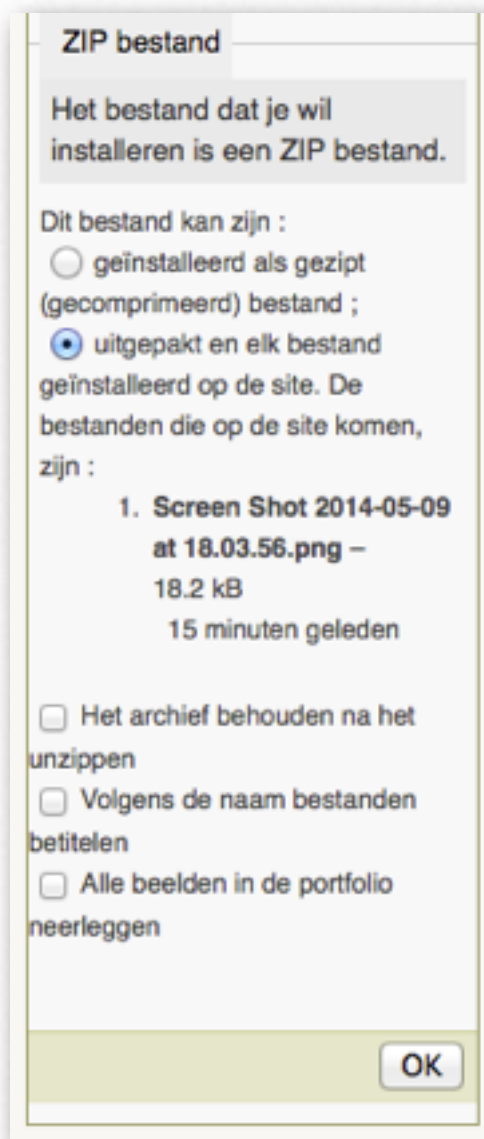 ZIP bestand
Het bestand dat je wil
installeren is een ZIP bestand.
Dit bestand kan zijn :
geïnstalleerd als gezipt
(gecomprimeerd) bestand ;
uitgepakt en elk bestand
geïnstalleerd op de site. De
bestanden die op de site komen,
zijn :
1. Screen Shot 2014-05-09
at 18.03.56.png –
18.2 kB
15 minuten geleden
Het archief behouden na het
unzippen
Volgens de naam bestanden
betitelen
Alle beelden in de portfolio
neerleggen
OK